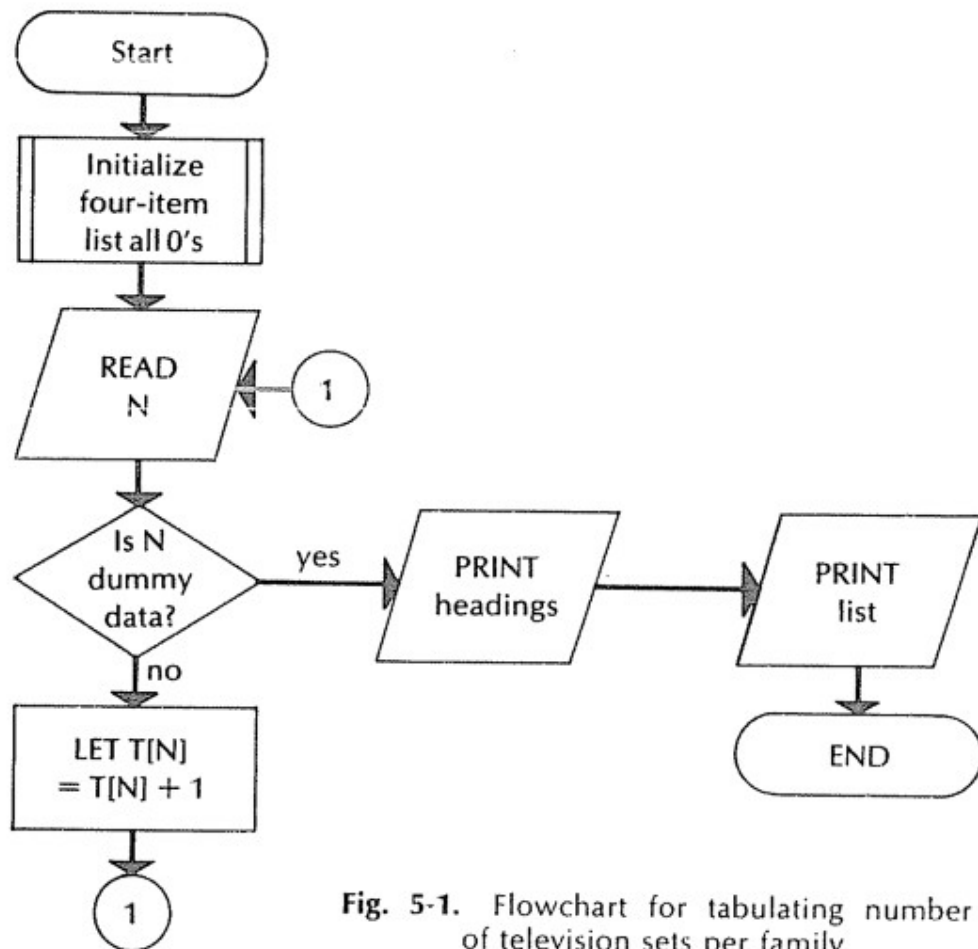 Start
Initialize
four-item
list all 0's
READ
N
1
Is N
dummy
data?
yes
PRINT
headings
PRINT
list
END
no
LET T[N]
= T[N] + 1
1
Fig. 5-1. Flowchart for tabulating number
of television sets per family